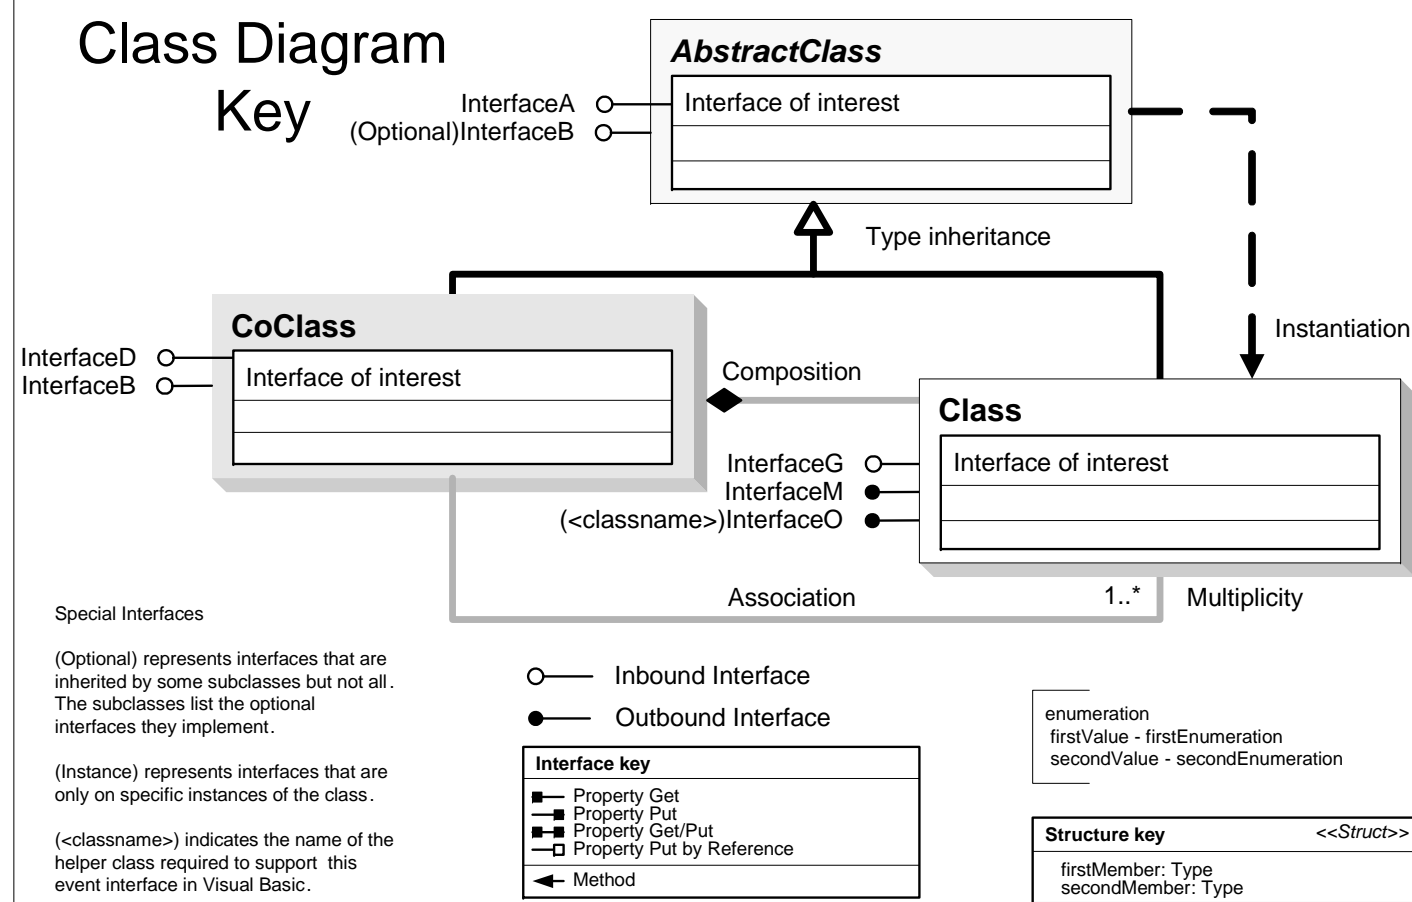 Class Diagram
Key
AbstractClass
Interface of interest
InterfaceA
(Optional)InterfaceB
Type inheritance
Instantiation
CoClass
Interface of interest
InterfaceD
InterfaceB
Composition
Class
Interface of interest
InterfaceG
InterfaceM
(<classname>)InterfaceO
Association
1..*
Multiplicity
Special Interfaces
(Optional) represents interfaces that are
inherited by some subclasses but not all.
The subclasses list the optional
interfaces they implement.
(Instance) represents interfaces that are
only on specific instances of the class.
(<classname>) indicates the name of the
helper class required to support this
event interface in Visual Basic.
Inbound Interface
Outbound Interface
Interface key
Property Get
Property Put
Property Get/Put
Property Put by Reference
Method
enumeration
firstValue - firstEnumeration
secondValue - secondEnumeration
Structure key <<Struct>>
firstMember: Type
secondMember: Type